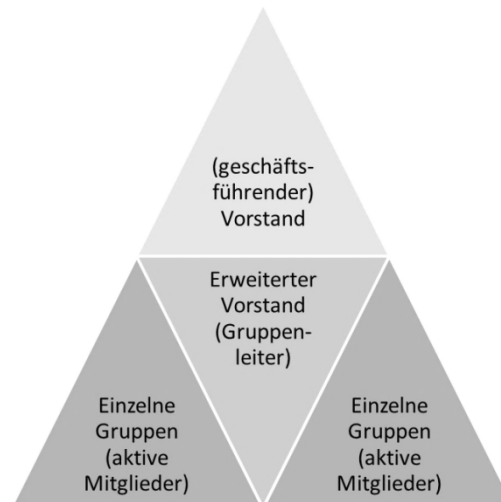 (geschäfts-
führender)
Vorstand
Erweiterter
Vorstand
(Gruppen-
leiter)
Einzelne
Gruppen
(aktive
Mitglieder)
Einzelne
Gruppen
(aktive
Mitglieder)